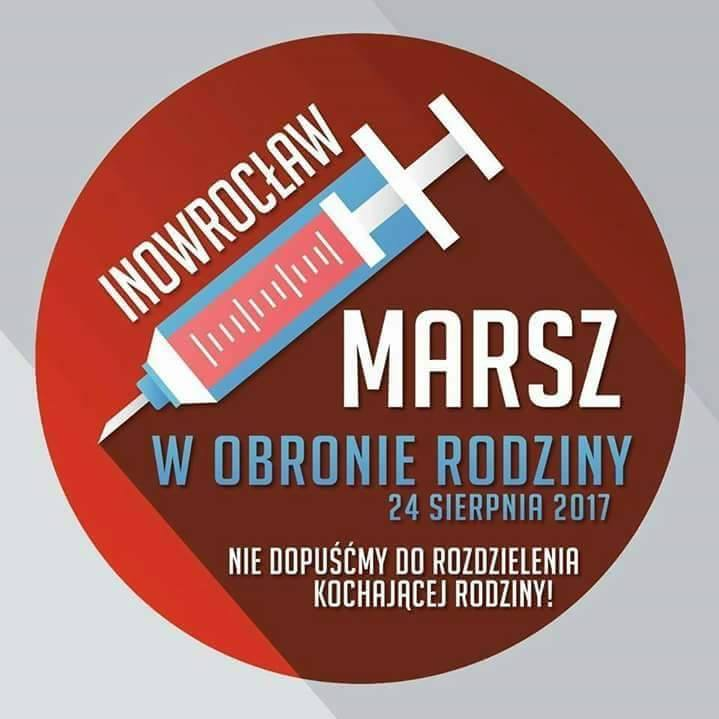 INOWROCŁAW
MARSZ
W OBRONIE RODZINY
24 SIERPNIA 2017
NIE DOPUŚĆMY DO ROZDZIELENIA
KOCHAJĄCEJ RODZINY!